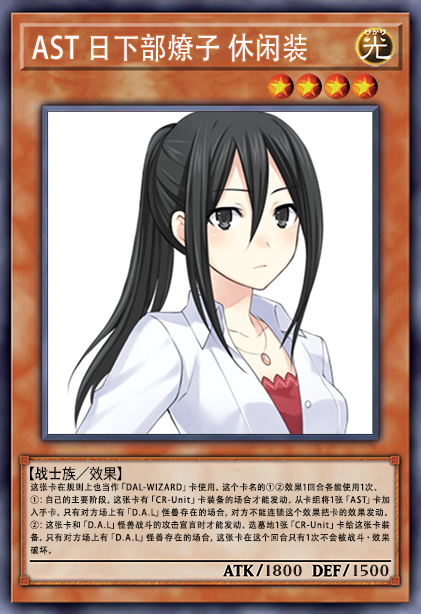 AST 日下部燎子 休闲装
ひかり
光
【战士族／效果】
这张卡在规则上也当作「DAL-WIZARD」卡使用。这个卡名的①②效果1回合各能使用1次。
①：自己的主要阶段，这张卡有「CR-Unit」卡装备的场合才能发动。从卡组将1张「AST」卡加
入手卡。只有对方场上有「D.A.L」怪兽存在的场合，对方不能连锁这个效果把卡的效果发动。
②：这张卡和「D.A.L」怪兽战斗的攻击宣言时才能发动。选墓地1张「CR-Unit」卡给这张卡装
备。只有对方场上「D.A.L」怪兽存在的场合，这张卡在这个回合只有1次不会被战斗·效果
破坏。
ATK/1800 DEF/1500